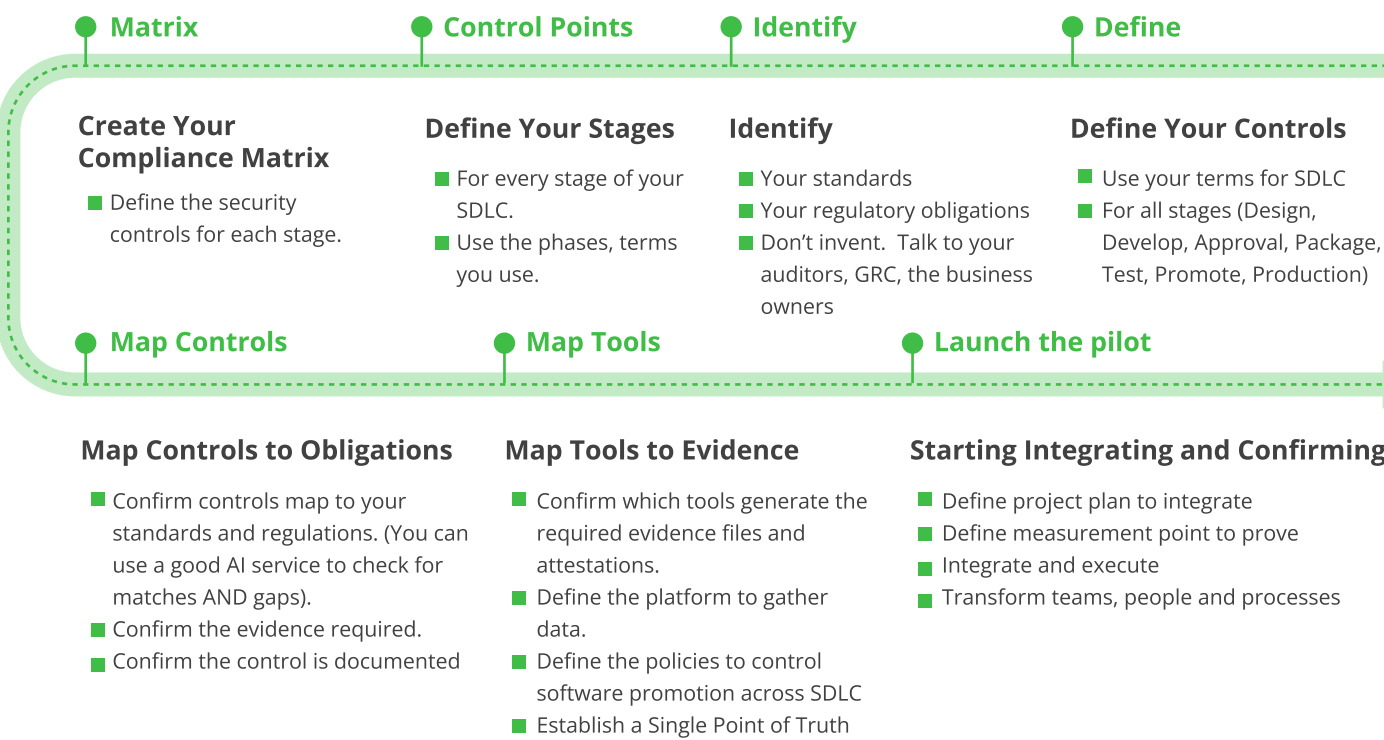 Matrix
Control Points
Identify
Define
Create Your
Compliance Matrix
Define the security
controls for each stage.
Define Your Stages
For every stage of your
SDLC.
Use the phases, terms
you use.
Identify
Your standards
Your regulatory obligations
Don’t invent.  Talk to your
auditors, GRC, the business
owners
Define Your Controls
Use your terms for SDLC
For all stages (Design,
Develop, Approval, Package,
Test, Promote, Production)
Map Controls
Map Tools
Launch the pilot
Map Controls to Obligations
Confirm controls map to your
standards and regulations. (You can
use a good AI service to check for
matches AND gaps).
Confirm the evidence required.
Confirm the control is documented
Map Tools to Evidence
Confirm which tools generate the
required evidence files and
attestations.
Define the platform to gather
data.
Define the policies to control
software promotion across SDLC
Establish a Single Point of Truth
Starting Integrating and Confirming
Define project plan to integrate
Define measurement point to prove
Integrate and execute
Transform teams, people and processes